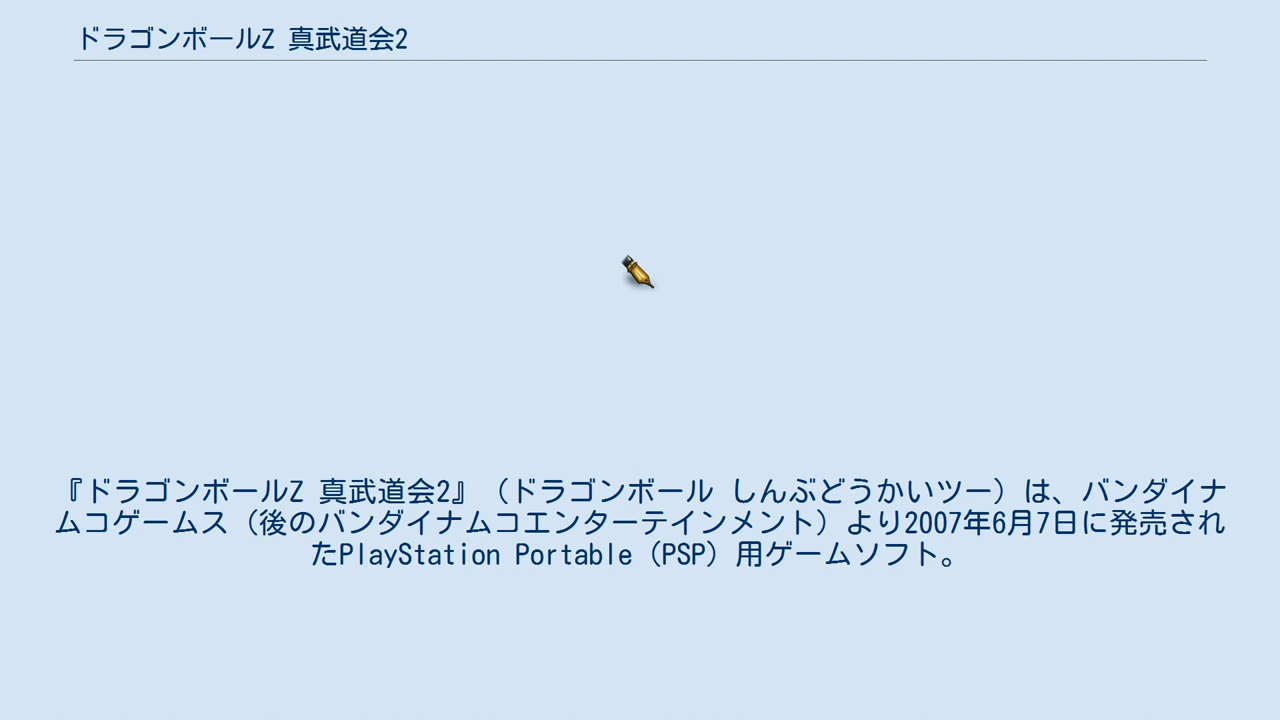 ドラゴンボールZ 真武道会2
『ドラゴンボールZ 真武道会2』（ドラゴンボール しんぶどうかいツー）は、バンダイナ
ムコゲームス（後のバンダイナムコエンターテインメント）より2007年6月7日に発売され
たPlayStation Portable（PSP）用ゲームソフト。